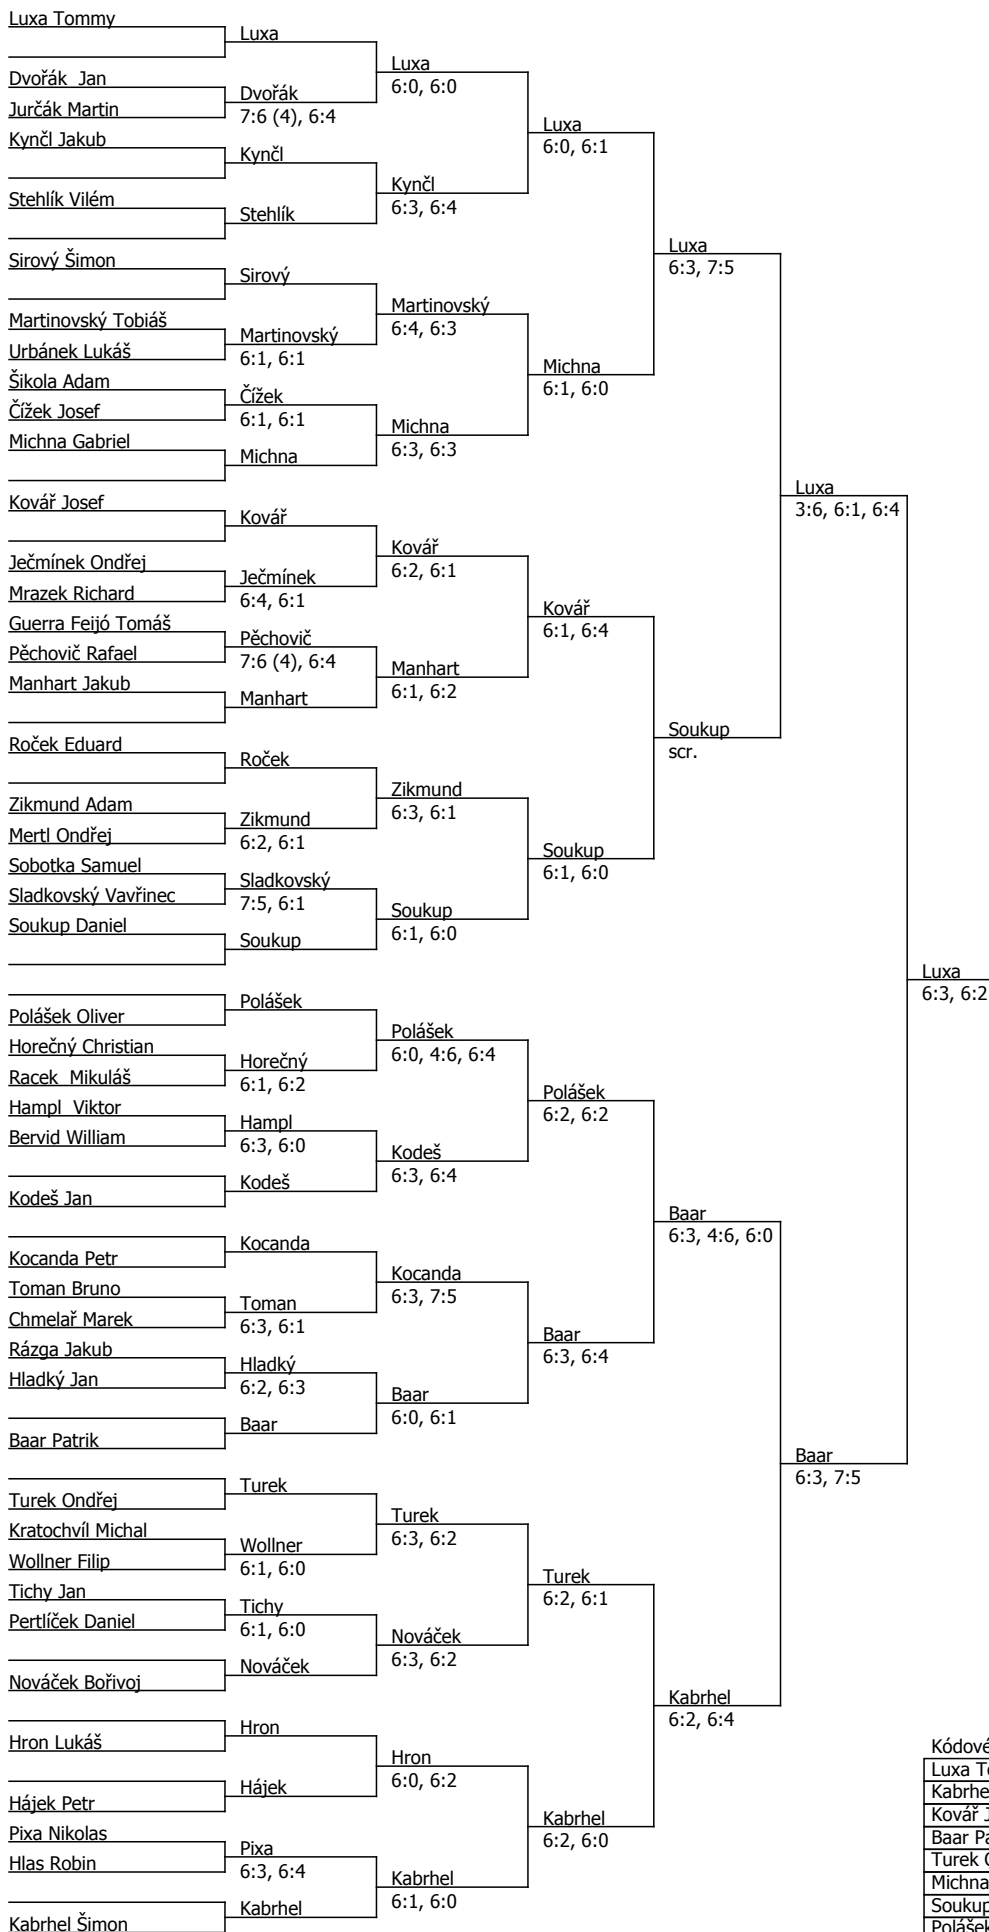 Luxa Tommy
Dvořák  Jan
Jurčák Martin
Kynčl Jakub
Stehlík Vilém
Sirový Šimon
Martinovský Tobiáš
Urbánek Lukáš
Šikola Adam
Čížek Josef
Michna Gabriel
Kovář Josef
Ječmínek Ondřej
Mrazek Richard
Guerra Feijó Tomáš
Pěchovič Rafael
Manhart Jakub
Roček Eduard
Zikmund Adam
Mertl Ondřej
Sobotka Samuel
Sladkovský Vavřinec
Soukup Daniel
Polášek Oliver
Horečný Christian
Racek  Mikuláš
Hampl  Viktor
Bervid William
Kodeš Jan
Kocanda Petr
Toman Bruno
Chmelař Marek
Rázga Jakub
Hladký Jan
Baar Patrik
Turek Ondřej
Kratochvíl Michal
Wollner Filip
Tichy Jan
Pertlíček Daniel
Nováček Bořivoj
Hron Lukáš
Hájek Petr
Pixa Nikolas
Hlas Robin
Kabrhel Šimon
Luxa
Dvořák
7:6 (4), 6:4
Kynčl
Stehlík
Sirový
Martinovský
6:1, 6:1
Čížek
6:1, 6:1
Michna
Kovář
Ječmínek
6:4, 6:1
Pěchovič
7:6 (4), 6:4
Manhart
Roček
Zikmund
6:2, 6:1
Sladkovský
7:5, 6:1
Soukup
Polášek
Horečný
6:1, 6:2
Hampl
6:3, 6:0
Kodeš
Kocanda
Toman
6:3, 6:1
Hladký
6:2, 6:3
Baar
Turek
Wollner
6:1, 6:0
Tichy
6:1, 6:0
Nováček
Hron
Hájek
Pixa
6:3, 6:4
Kabrhel
Luxa
6:0, 6:0
Kynčl
6:3, 6:4
Martinovský
6:4, 6:3
Michna
6:3, 6:3
Kovář
6:2, 6:1
Manhart
6:1, 6:2
Zikmund
6:3, 6:1
Soukup
6:1, 6:0
Polášek
6:0, 4:6, 6:4
Kodeš
6:3, 6:4
Kocanda
6:3, 7:5
Baar
6:0, 6:1
Turek
6:3, 6:2
Nováček
6:3, 6:2
Hron
6:0, 6:2
Kabrhel
6:1, 6:0
Luxa
6:0, 6:1
Michna
6:1, 6:0
Kovář
6:1, 6:4
Soukup
6:1, 6:0
Polášek
6:2, 6:2
Baar
6:3, 6:4
Turek
6:2, 6:1
Kabrhel
6:2, 6:0
Luxa
6:3, 7:5
Soukup
scr.
Baar
6:3, 4:6, 6:0
Kabrhel
6:2, 6:4
Luxa
3:6, 6:1, 6:4
Baar
6:3, 7:5
Luxa
6:3, 6:2
Kódové
Luxa T
Kabrhe
Kovář
Baar Pa
Turek
Michna
Soukup
Polášek